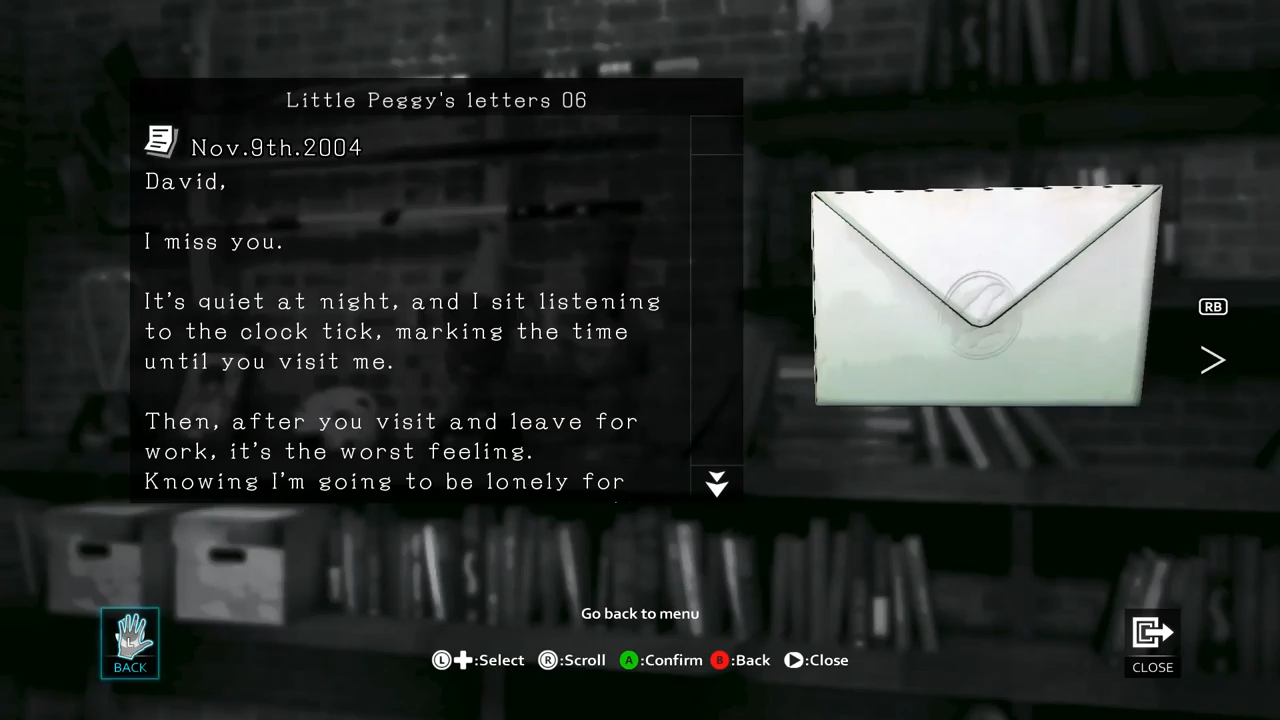 Little Peggy's letters 06
Nov.9th.2004
David,
I miss you.
It's quiet at night, and I sit listening
to the clock tick, marking the time
until you visit me.
Then, after you visit and leave for
work, it's the worst feeling.
Knowing I'm going to be lonely for
RB
L
BACK
Go back to menu
L:Select R:Scroll A:Confirm B:Back :Close
CLOSE